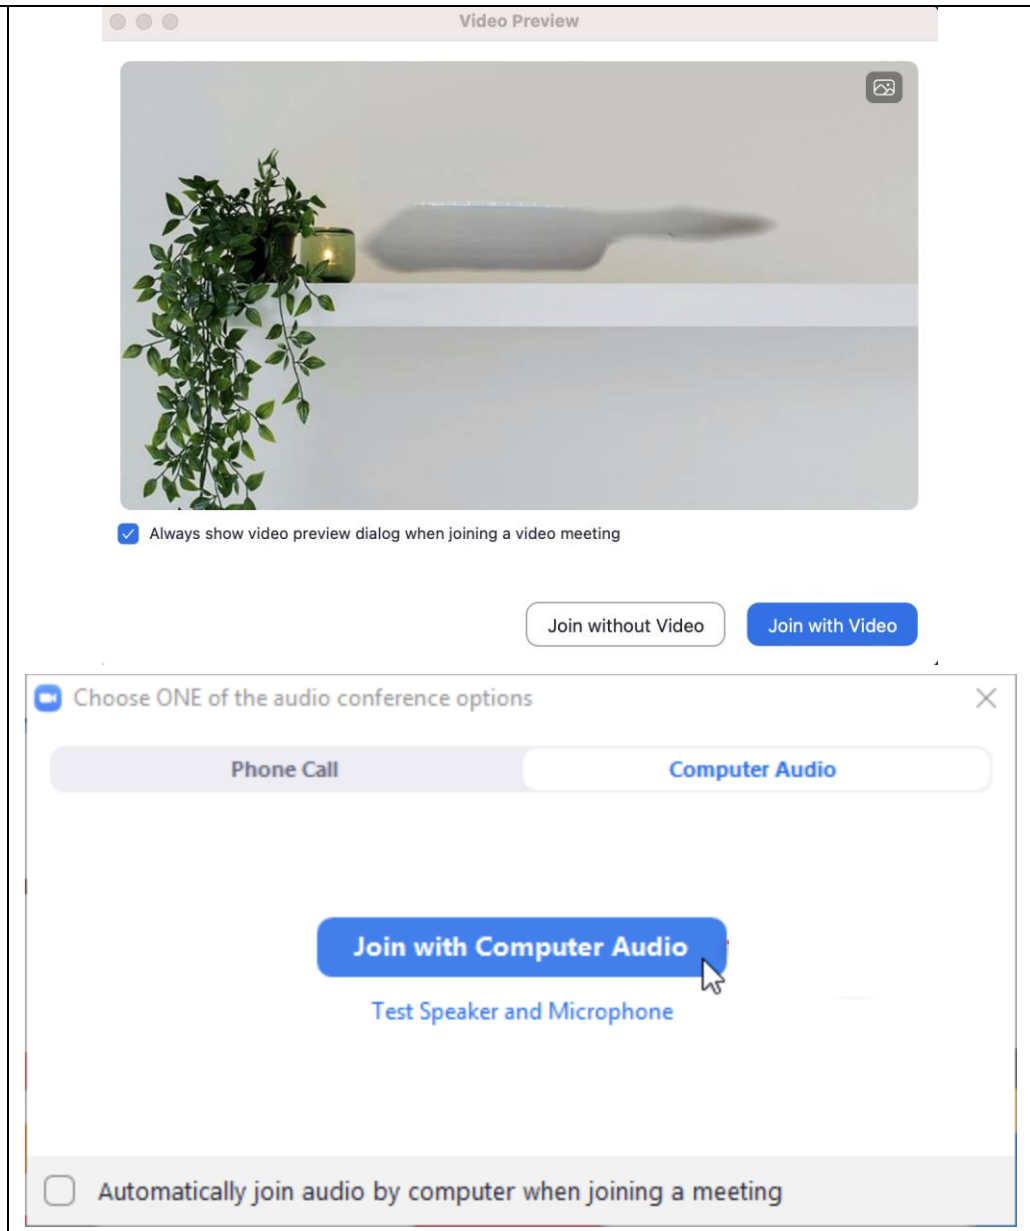 Video Preview
Always show video preview dialog when joining a video meeting
Join without Video
Join with Video
Choose ONE of the audio conference options
Phone Call
Computer Audio
Join with Computer Audio
Test Speaker and Microphone
Automatically join audio by computer when joining a meeting